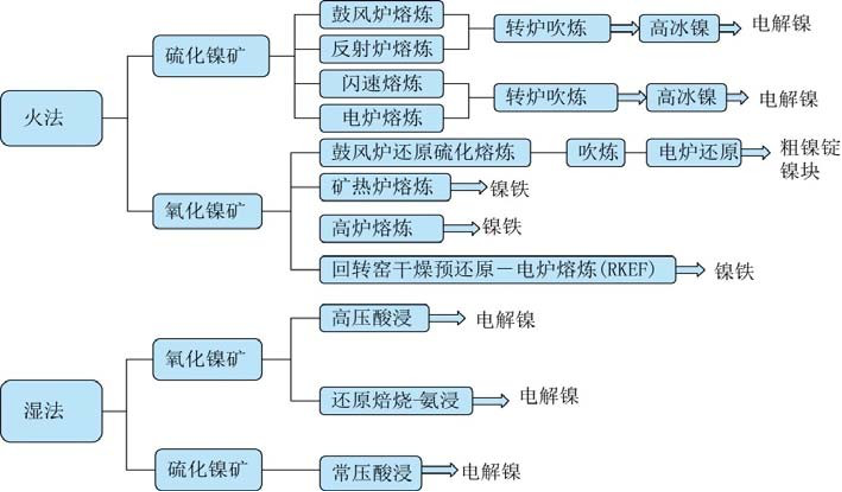 火法
硫化镍矿
鼓风炉熔炼
反射炉熔炼
转炉吹炼
高冰镍
电解镍
闪速熔炼
电炉熔炼
转炉吹炼
高冰镍
电解镍
氧化镍矿
鼓风炉还原硫化熔炼
吹炼
电炉还原
粗镍锭
镍块
矿热炉熔炼
镍铁
高炉熔炼
镍铁
回转窑干燥预还原－电炉熔炼(RKEF)
镍铁
湿法
氧化镍矿
高压酸浸
电解镍
还原焙烧-氨浸
电解镍
硫化镍矿
常压酸浸
电解镍